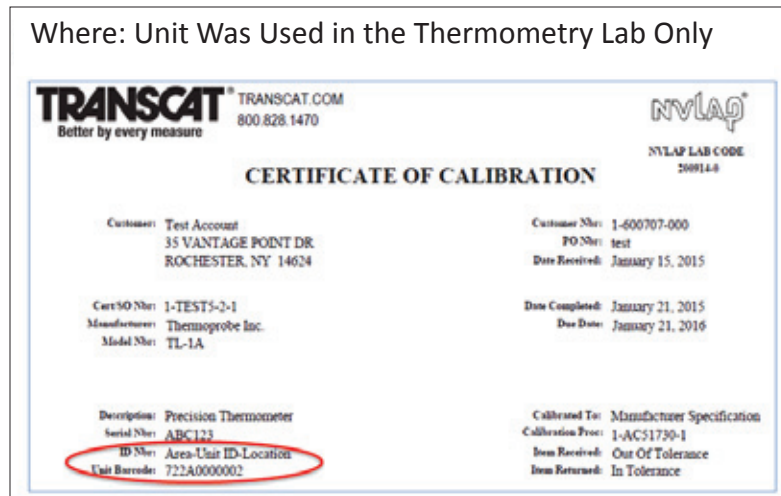 Where: Unit Was Used in the Thermometry Lab Only
TRANSCAT® TRANSCAT.COM
Better by every measure 800.828.1470
NVLAP®
NVLAP LAB CODE
200914-0
CERTIFICATE OF CALIBRATION
Customer: Test Account
35 VANTAGE POINT DR
ROCHESTER, NY 14624
Customer Nbr: 1-600707-000
PO Nbr: test
Date Received: January 15, 2015
Cert/SO Nbr: 1-TEST5-2-1
Manufacturer: Thermoprobe Inc.
Model Nbr: TL-1A
Date Completed: January 21, 2015
Due Date: January 21, 2016
Description: Precision Thermometer
Serial Nbr: ABC123
ID Nbr: Area-Unit ID-Location
Unit Barcode: 722A0000002
Calibrated To: Manufacturer Specification
Calibration Proc: 1-AC51730-1
Item Received: Out Of Tolerance
Item Returned: In Tolerance